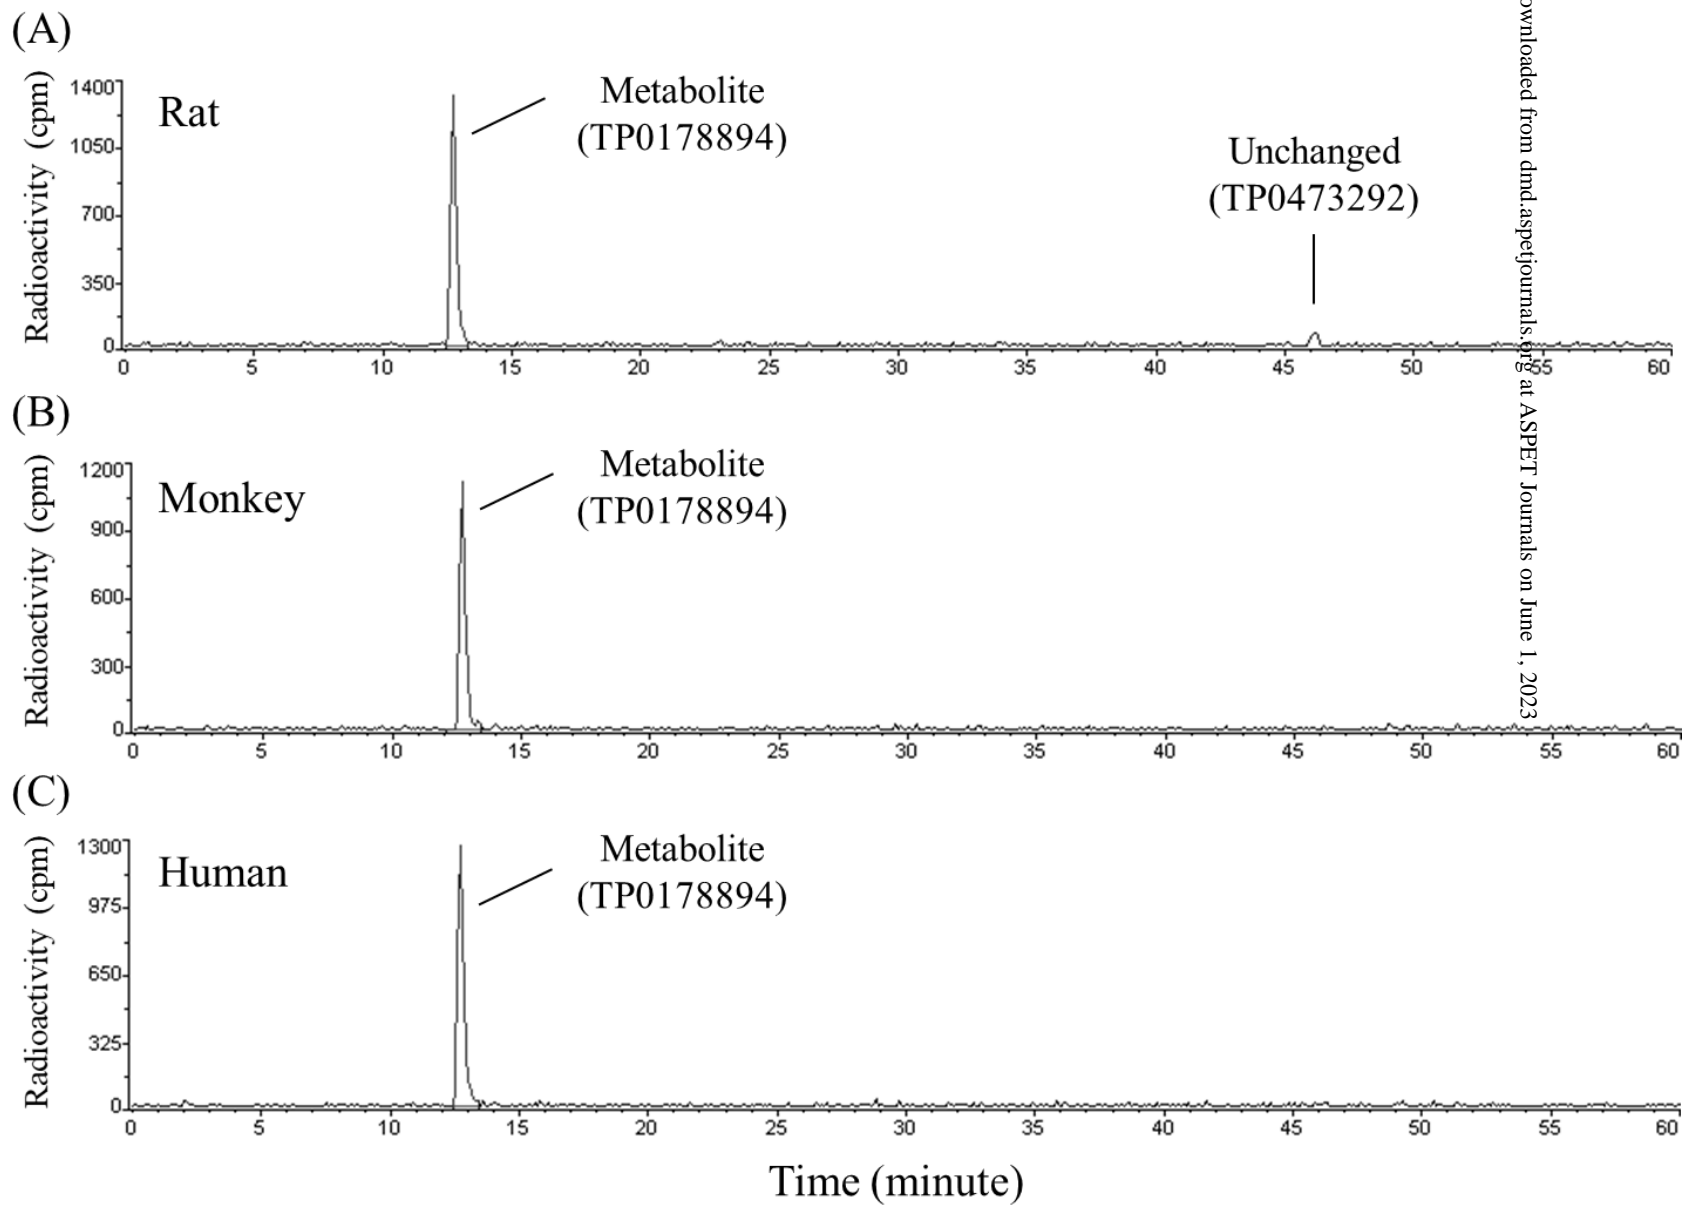 (A)
Radioactivity (cpm)
1400
1050
700
350
0
Rat
Metabolite
(TP0178894)
Unchanged
(TP0473292)
0 5 10 15 20 25 30 35 40 45 50 55 60
(B)
Radioactivity (cpm)
1200
900
600
300
0
Monkey
Metabolite
(TP0178894)
0 5 10 15 20 25 30 35 40 45 50 55 60
(C)
Radioactivity (cpm)
1300
975
650
325
0
Human
Metabolite
(TP0178894)
0 5 10 15 20 25 30 35 40 45 50 55 60
Time (minute)
ownloaded from dmd.aspetjournals.org at ASPET Journals on June 1, 2023